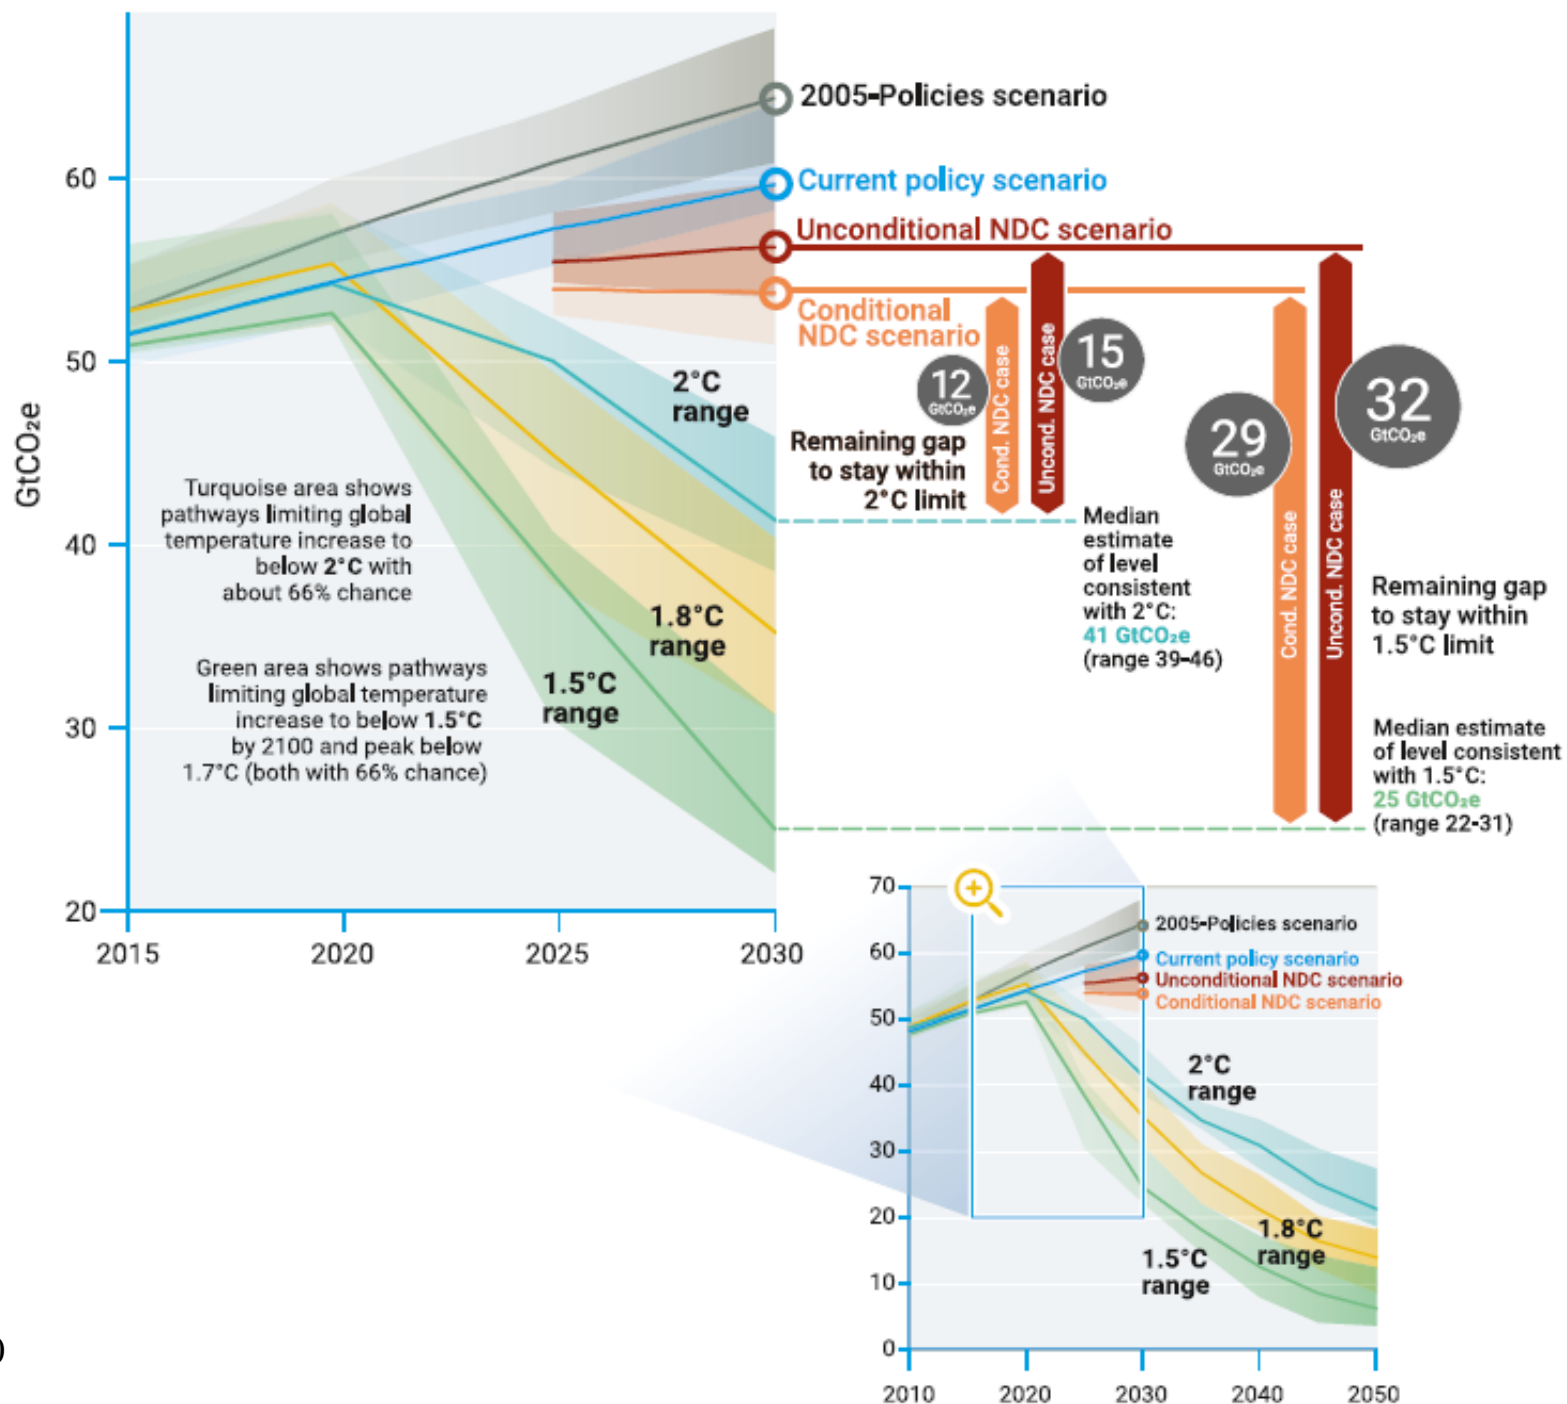 2005-Policies scenario
60
Current policy scenario
Unconditional NDC scenario
Conditional
NDC scenario
50
GtCO₂e
2°C
range
12
GtCO₂e
Cond. NDC case
Uncond. NDC case
15
GtCO₂e
29
GtCO₂e
32
GtCO₂e
Cond. NDC case
Uncond. NDC case
Remaining gap
to stay within
2°C limit
Turquoise area shows
pathways limiting global
temperature increase to
below 2°C with
about 66% chance
40
Median
estimate
of level
consistent
with 2°C:
41 GtCO₂e
(range 39–46)
Remaining gap
to stay within
1.5°C limit
1.8°C
range
Green area shows pathways
limiting global temperature
increase to below 1.5°C
by 2100 and peak below
1.7°C (both with 66% chance)
1.5°C
range
30
Median estimate
of level consistent
with 1.5°C:
25 GtCO₂e
(range 22-31)
20
2015
2020
2025
2030
70
60
50
40
30
20
10
0
2005-Policies scenario
Current policy scenario
Unconditional NDC scenario
Conditional NDC scenario
2°C
range
1.8°C
range
1.5°C
range
2010
2020
2030
2040
2050